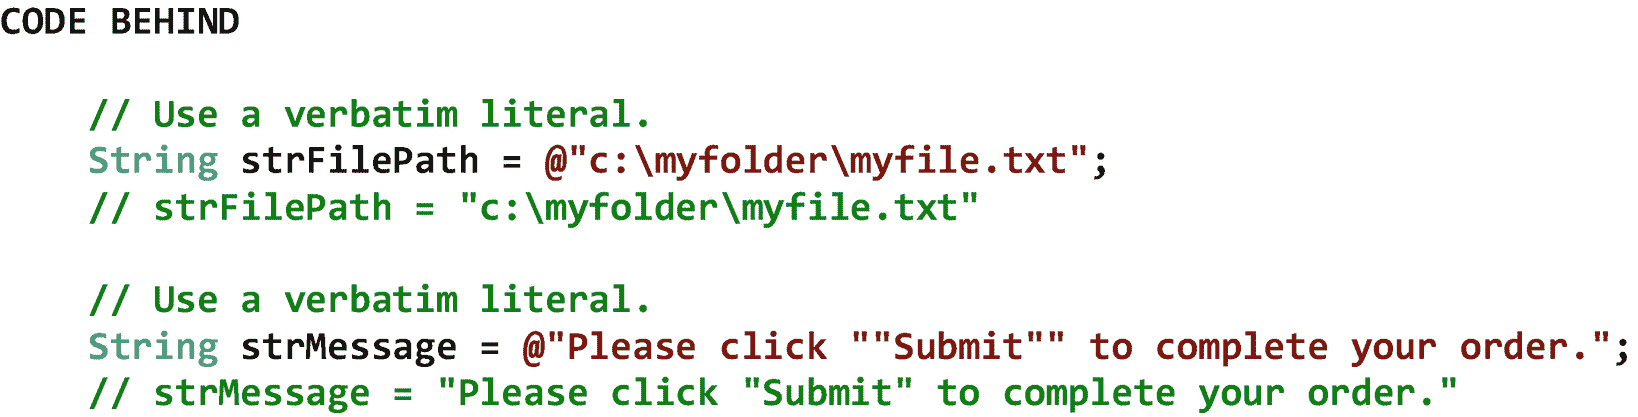 CODE BEHIND
// Use a verbatim literal.
String strFilePath = @"c:\myfolder\myfile.txt";
// strFilePath = "c:\myfolder\myfile.txt"
// Use a verbatim literal.
String strMessage = @"Please click ""Submit"" to complete your order.";
// strMessage = "Please click "Submit" to complete your order."